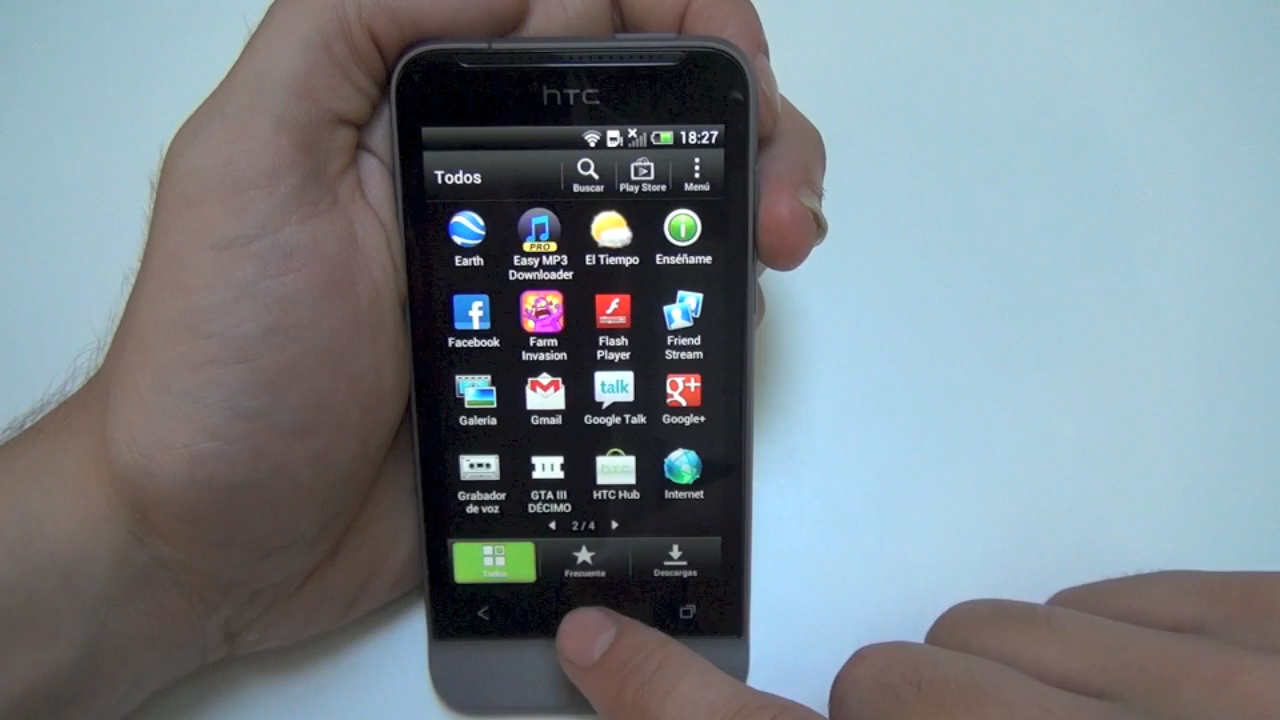 htc
18:27
Todos
Buscar
Play Store
Menú
PRO
Earth
Easy MP3
Downloader
El Tiempo
Enséñame
Facebook
Farm
Invasion
Flash
Player
Friend
Stream
talk
g+
Galería
Gmail
Google Talk
Google+
htc
Grabador
de voz
GTA III
DÉCIMO
HTC Hub
Internet
2/4
Todos
Frecuente
Descargas